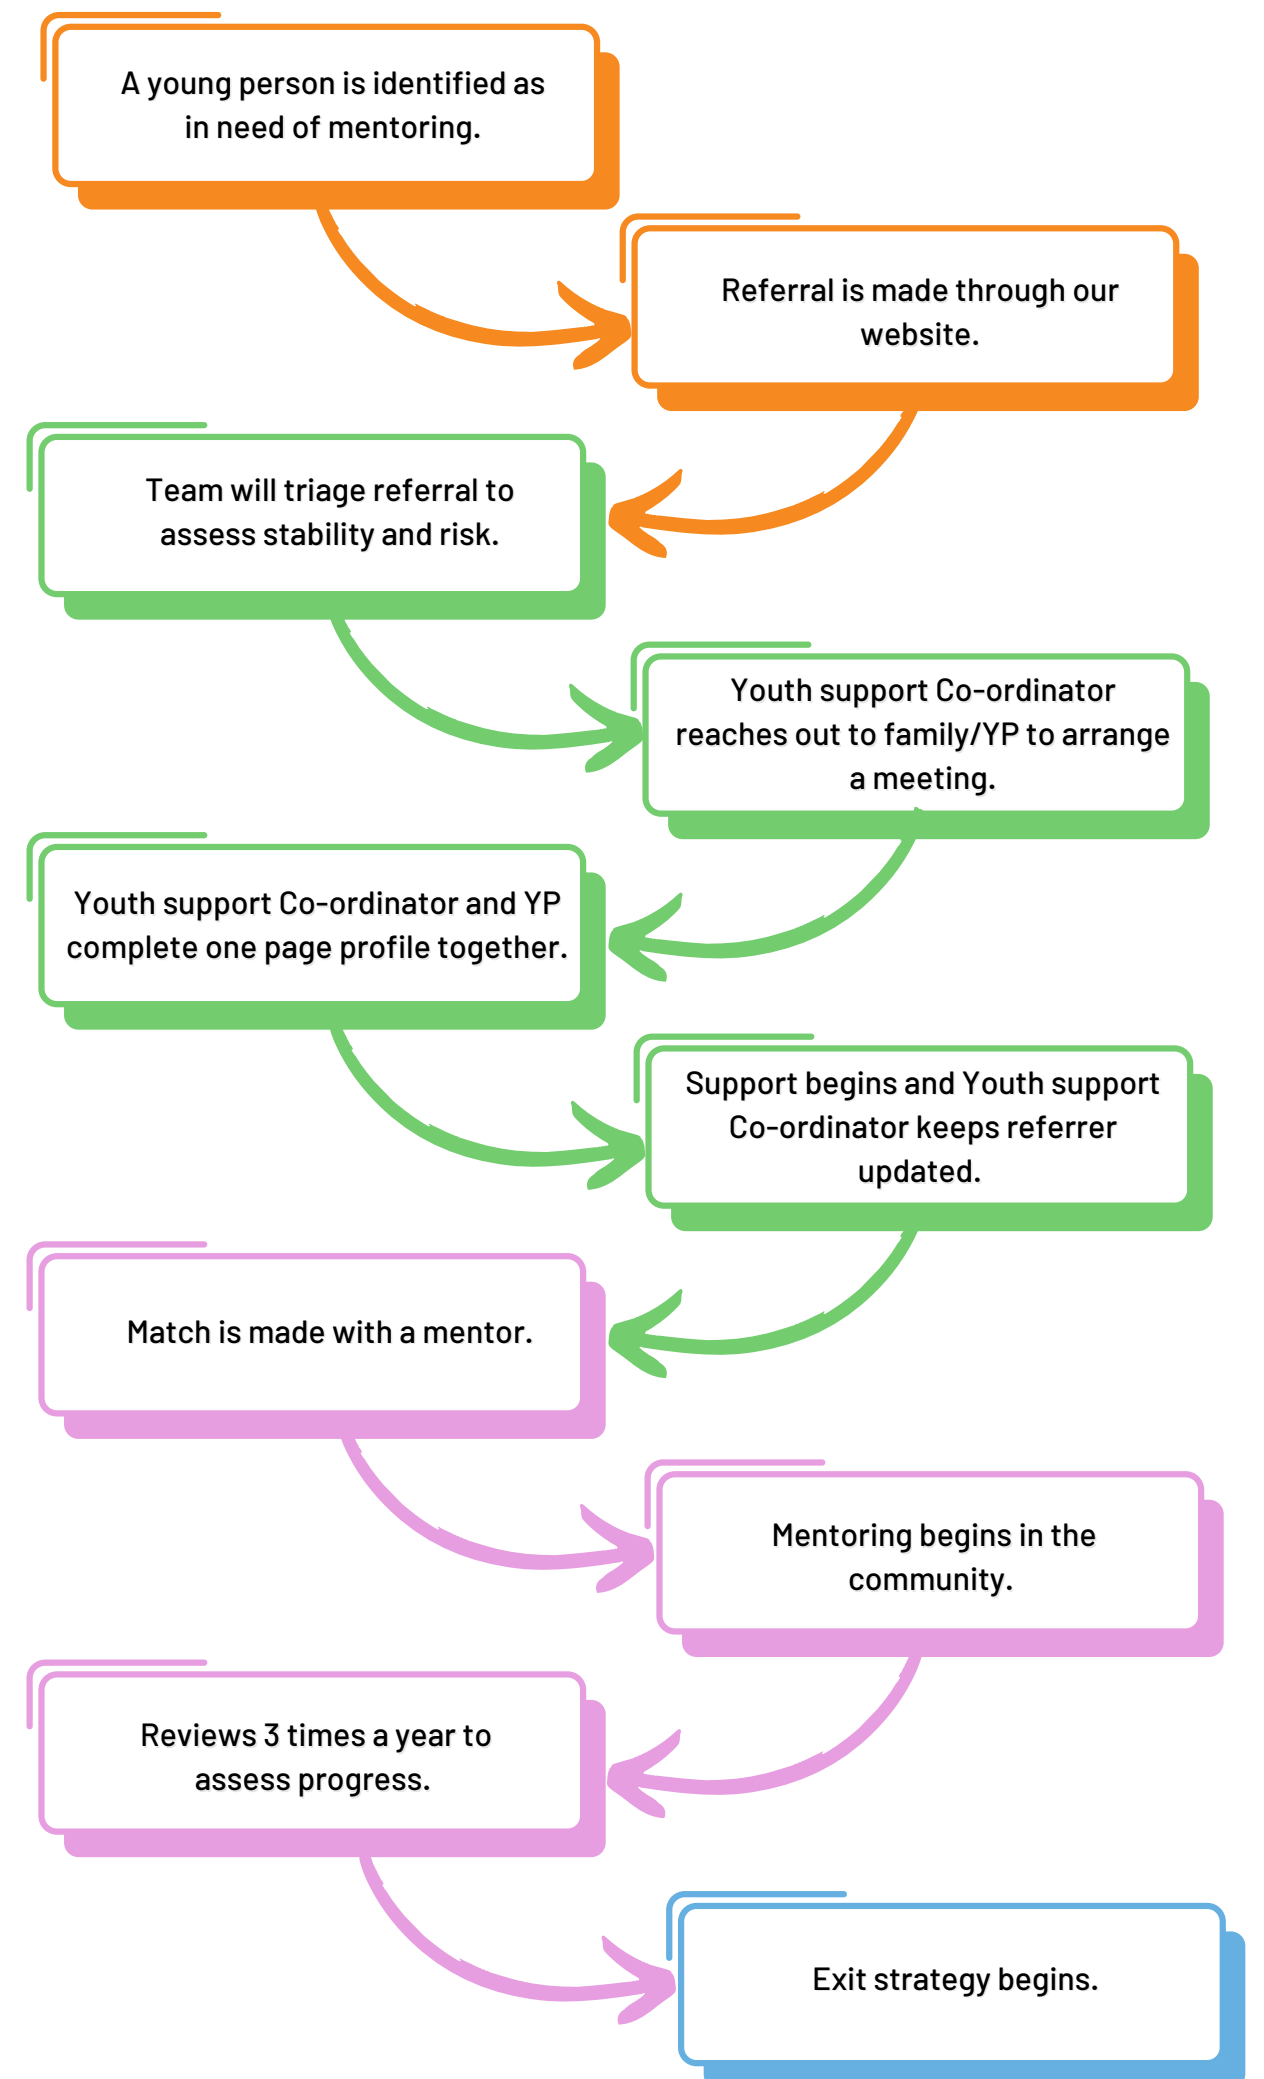 A young person is identified as
in need of mentoring.
Referral is made through our
website.
Team will triage referral to
assess stability and risk.
Youth support Co-ordinator
reaches out to family/YP to arrange
a meeting.
Youth support Co-ordinator and YP
complete one page profile together.
Support begins and Youth support
Co-ordinator keeps referrer
updated.
Match is made with a mentor.
Mentoring begins in the
community.
Reviews 3 times a year to
assess progress.
Exit strategy begins.